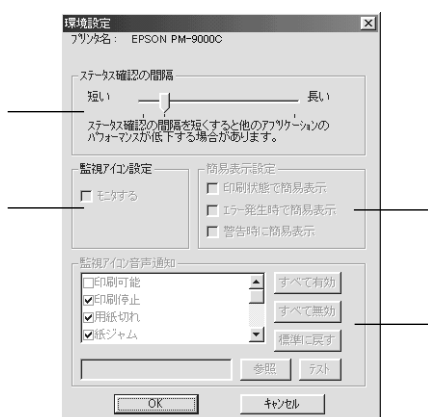 環境設定
プリンタ名： EPSON PM-9000C
ステータス確認の間隔
短い 長い
ステータス確認の間隔を短くすると他のアプリケーションの
パフォーマンスが低下する場合があります。
監視アイコン設定
モニタする
簡易表示設定
印刷状態で簡易表示
エラー発生時で簡易表示
警告時に簡易表示
監視アイコン音声通知
印刷可能
印刷停止
用紙切れ
紙ジャム
すべて有効
すべて無効
標準に戻す
参照 テスト
OK キャンセル